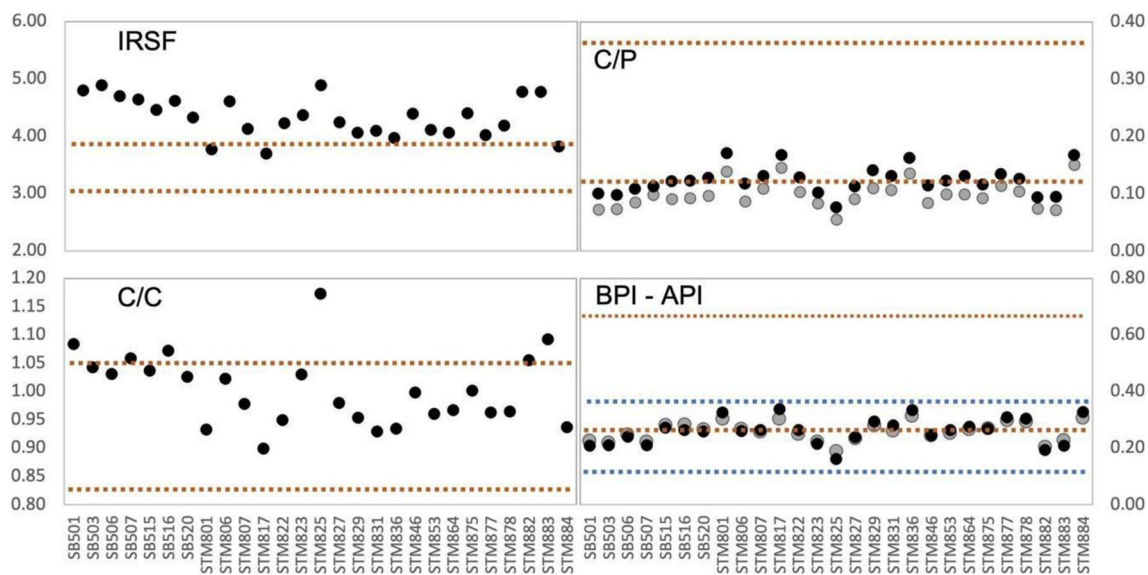 6.00
5.00
4.00
3.00
2.00
IRSF
C/P
0.40
0.30
0.20
0.10
0.00
1.20
1.15
1.10
1.05
1.00
0.95
0.90
0.85
0.80
C/C
BPI - API
0.80
0.60
0.40
0.20
0.00
SB501
SB503
SB506
SB507
SB515
SB516
SB520
STM801
STM806
STM807
STM817
STM822
STM823
STM825
STM827
STM829
STM831
STM836
STM846
STM853
STM864
STM875
STM877
STM878
STM882
STM883
STM884
SB501
SB503
SB506
SB507
SB515
SB516
SB520
STM801
STM806
STM807
STM817
STM822
STM823
STM825
STM827
STM829
STM831
STM836
STM846
STM853
STM864
STM875
STM877
STM878
STM882
STM883
STM884